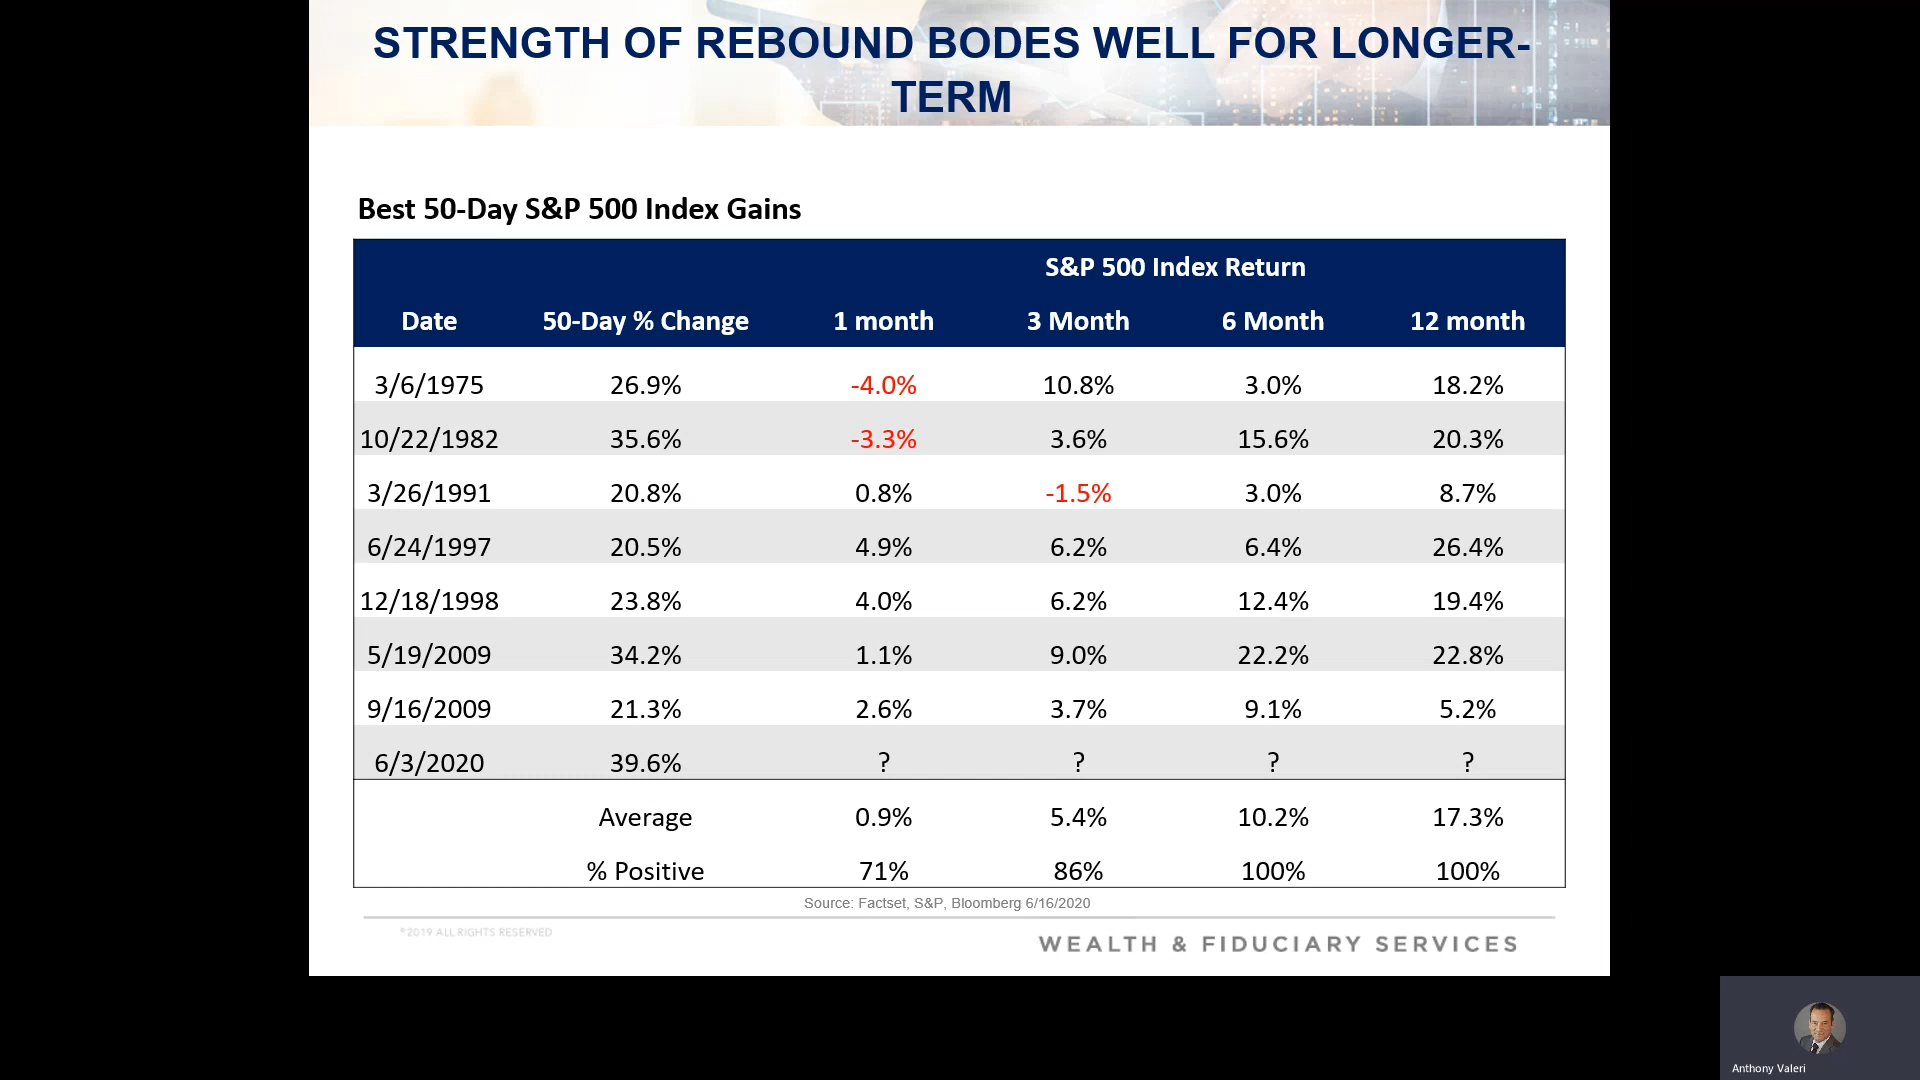 STRENGTH OF REBOUND BODES WELL FOR LONGER-
TERM
Best 50-Day S&P 500 Index Gains
S&P 500 Index Return
Date 50-Day % Change 1 month 3 Month 6 Month 12 month
3/6/1975 26.9% -4.0% 10.8% 3.0% 18.2%
10/22/1982 35.6% -3.3% 3.6% 15.6% 20.3%
3/26/1991 20.8% 0.8% -1.5% 3.0% 8.7%
6/24/1997 20.5% 4.9% 6.2% 6.4% 26.4%
12/18/1998 23.8% 4.0% 6.2% 12.4% 19.4%
5/19/2009 34.2% 1.1% 9.0% 22.2% 22.8%
9/16/2009 21.3% 2.6% 3.7% 9.1% 5.2%
6/3/2020 39.6% ? ? ? ?
Average 0.9% 5.4% 10.2% 17.3%
% Positive 71% 86% 100% 100%
Source: Factset, S&P, Bloomberg 6/16/2020
©2019 ALL RIGHTS RESERVED
WEALTH & FIDUCIARY SERVICES
Anthony Valeri